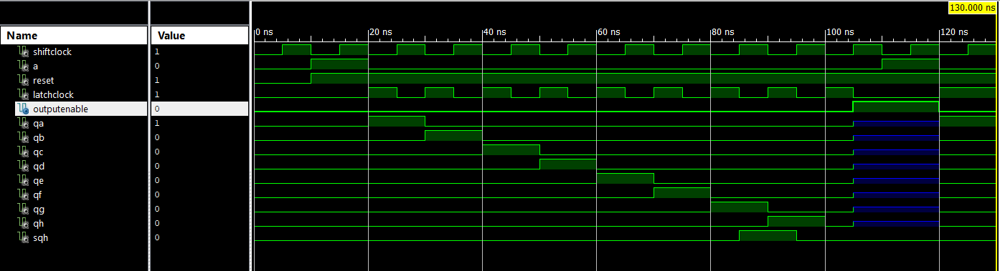 130.000 ns
Name Value 0 ns 20 ns 40 ns 60 ns 80 ns 100 ns 120 ns
shiftclock 1
a 0
reset 1
latchclock 1
outputenable 0
qa 1
qb 0
qc 0
qd 0
qe 0
qf 0
qg 0
qh 0
sqh 0